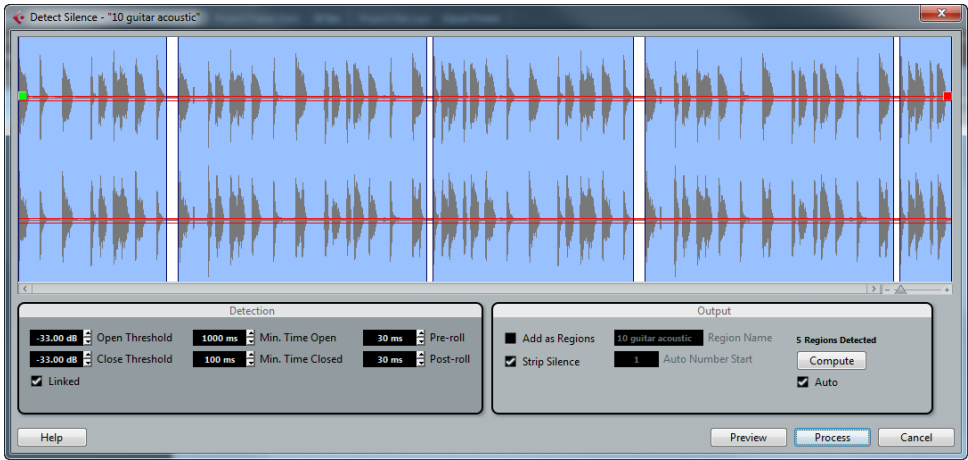 Detect Silence - "10 guitar acoustic"
Detection
-33.00 dB Open Threshold 1000 ms Min. Time Open 30 ms Pre-roll
-33.00 dB Close Threshold 100 ms Min. Time Closed 30 ms Post-roll
Linked
Output
Add as Regions 10 guitar acoustic Region Name 5 Regions Detected
Strip Silence 1 Auto Number Start Compute
Auto
Help Preview Process Cancel